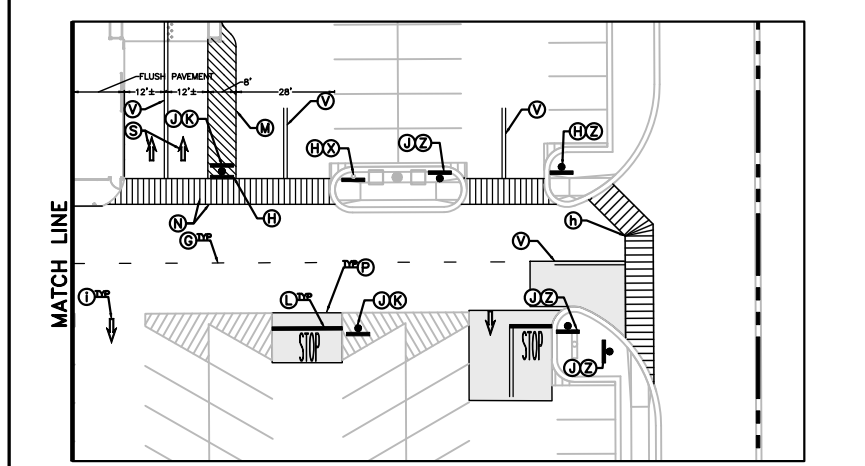 FLUSH PAVEMENT
12'± 12'± 8' 28'
V V V
S J K M
H X J Z H Z
N H h
G TYP V
MATCH LINE
TYP P
i TYP L TYP J K J Z
STOP STOP
J Z